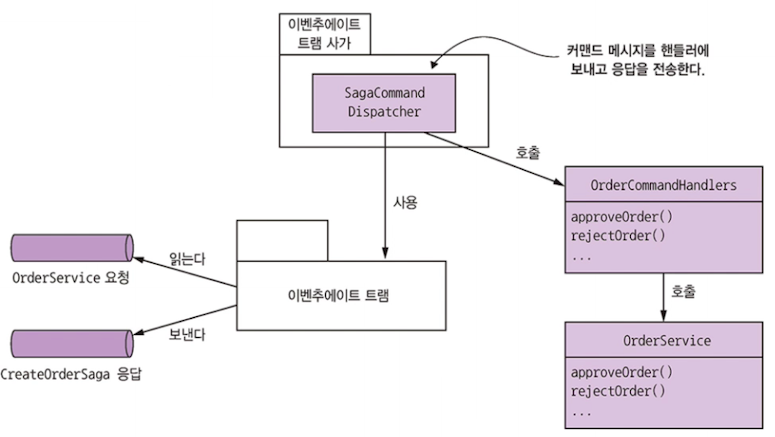 이벤추에이트
트램 사가
커맨드 메시지를 핸들러에
보내고 응답을 전송한다.
SagaCommand
Dispatcher
호출
OrderCommandHandlers
approveOrder()
rejectOrder()
...
사용
읽는다
OrderService 요청
이벤추에이트 트램
호출
보낸다
CreateOrderSaga 응답
OrderService
approveOrder()
rejectOrder()
...